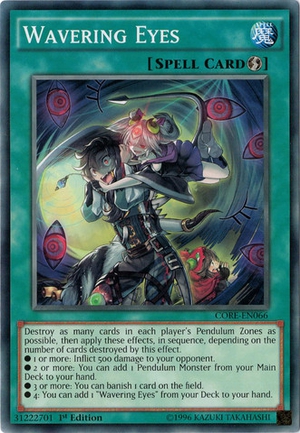 WAVERING EYES
[SPELL CARD]
CORE-EN066
Destroy as many cards in each player's Pendulum Zones as
possible, then apply these effects, in sequence, depending on the
number of cards destroyed by this effect.
● 1 or more: Inflict 500 damage to your opponent.
● 2 or more: You can add 1 Pendulum Monster from your Main
Deck to your hand.
● 3 or more: You can banish 1 card on the field.
● 4: You can add 1 "Wavering Eyes" from your Deck to your hand.
31222701 1st Edition ©1996 KAZUKI TAKAHASHI